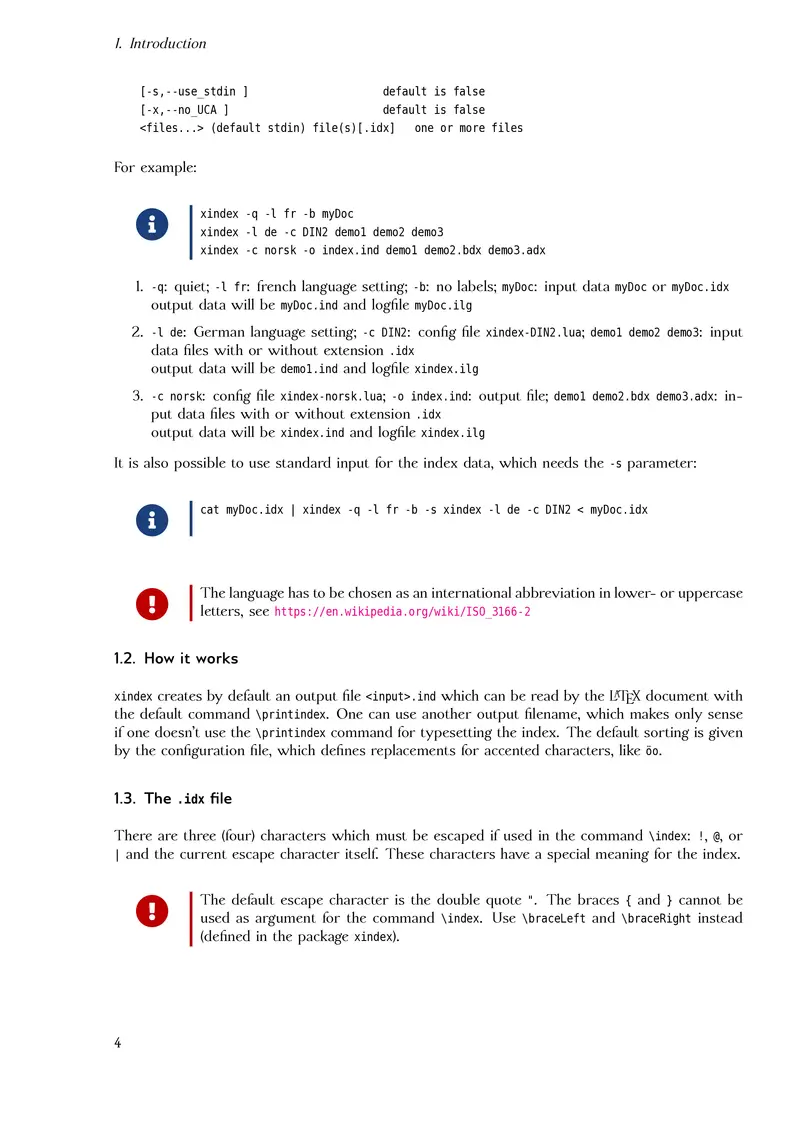 1. Introduction
[-s,--use_stdin ] default is false
[-x,--no_UCA ] default is false
<files...> (default stdin) file(s)[.idx] one or more files
For example:
xindex -q -l fr -b myDoc
xindex -l de -c DIN2 demo1 demo2 demo3
xindex -c norsk -o index.ind demo1 demo2.bdx demo3.adx
1. -q: quiet; -l fr: french language setting; -b: no labels; myDoc: input data myDoc or myDoc.idx
output data will be myDoc.ind and logfile myDoc.ilg
2. -l de: German language setting; -c DIN2: config file xindex-DIN2.lua; demo1 demo2 demo3: input
data files with or without extension .idx
output data will be demo1.ind and logfile xindex.ilg
3. -c norsk: config file xindex-norsk.lua; -o index.ind: output file; demo1 demo2.bdx demo3.adx: in-
put data files with or without extension .idx
output data will be xindex.ind and logfile xindex.ilg
It is also possible to use standard input for the index data, which needs the -s parameter:
cat myDoc.idx | xindex -q -l fr -b -s xindex -l de -c DIN2 < myDoc.idx
The language has to be chosen as an international abbreviation in lower- or uppercase
letters, see https://en.wikipedia.org/wiki/ISO_3166-2
1.2. How it works
xindex creates by default an output file <input>.ind which can be read by the LATEX document with
the default command \printindex. One can use another output filename, which makes only sense
if one doesn't use the \printindex command for typesetting the index. The default sorting is given
by the configuration file, which defines replacements for accented characters, like öo.
1.3. The .idx file
There are three (four) characters which must be escaped if used in the command \index: !, @, or
| and the current escape character itself. These characters have a special meaning for the index.
The default escape character is the double quote ". The braces { and } cannot be
used as argument for the command \index. Use \braceLeft and \braceRight instead
(defined in the package xindex).
4